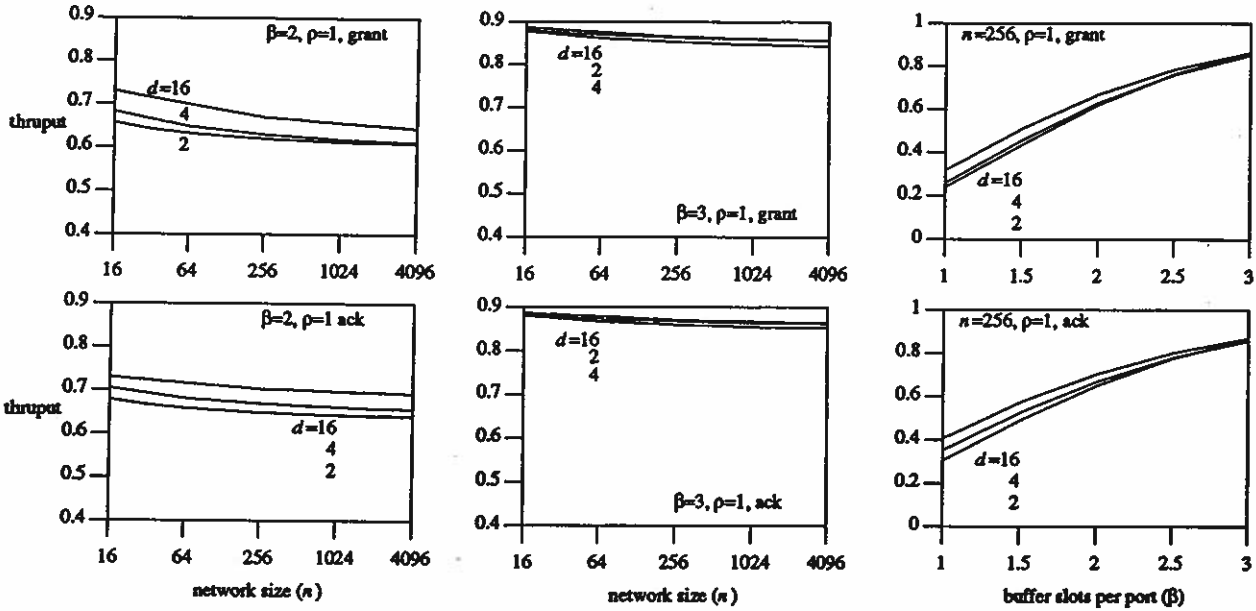 β=2, ρ=1, grant
0.9
0.8
0.7
0.6
0.5
0.4
thruput
d=16
4
2
16 64 256 1024 4096
0.9
0.8
0.7
0.6
0.5
0.4
d=16
2
4
β=3, ρ=1, grant
16 64 256 1024 4096
n=256, ρ=1, grant
1
0.8
0.6
0.4
0.2
0
d=16
4
2
1 1.5 2 2.5 3
β=2, ρ=1 ack
0.9
0.8
0.7
0.6
0.5
0.4
thruput
d=16
4
2
16 64 256 1024 4096
network size (n)
0.9
0.8
0.7
0.6
0.5
0.4
d=16
2
4
β=3, ρ=1, ack
16 64 256 1024 4096
network size (n)
n=256, ρ=1, ack
1
0.8
0.6
0.4
0.2
0
d=16
4
2
1 1.5 2 2.5 3
buffer slots per port (β)